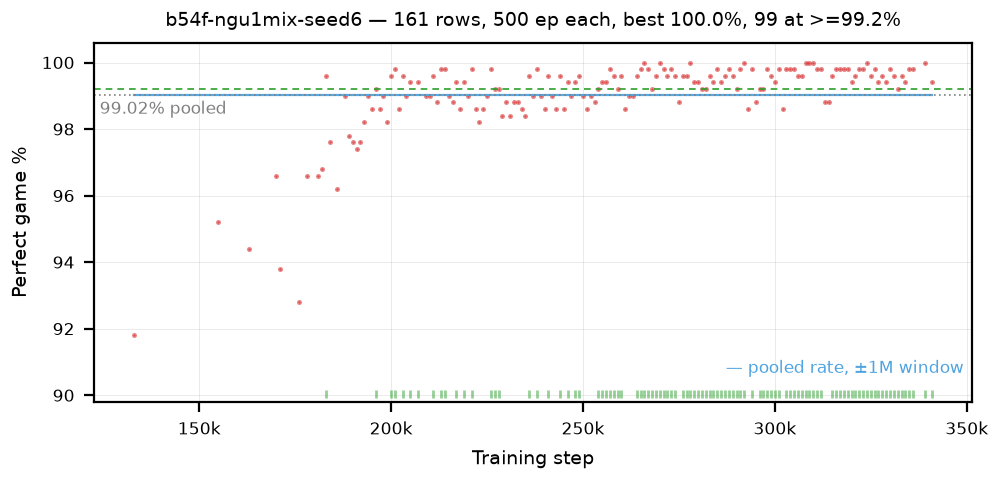 b54f-ngu1mix-seed6 — 161 rows, 500 ep each, best 100.0%, 99 at >=99.2%
Perfect game %
100
98
96
94
92
90
99.02% pooled
— pooled rate, ±1M window
150k
200k
250k
300k
350k
Training step